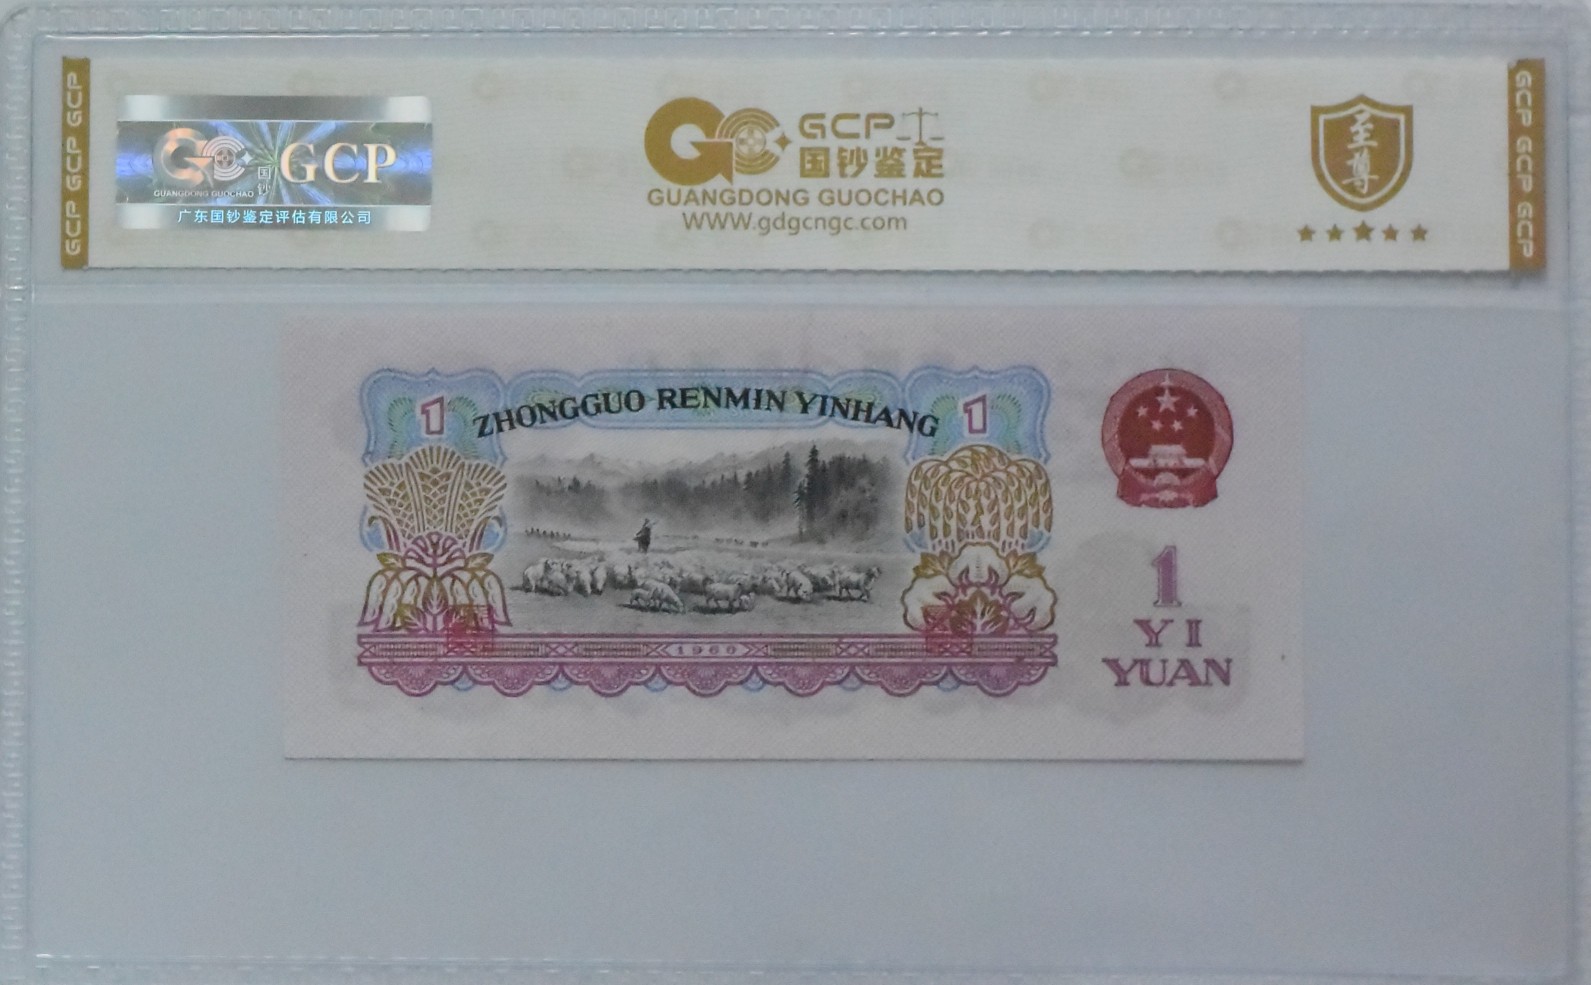 GCP GCP GCP
GCP
国钞
GUANGDONG GUOCHAO
广东国钞鉴定评估有限公司
GCP
国钞鉴定
GUANGDONG GUOCHAO
WWW.gdgcngc.com
至尊
GCP GCP GCP
1 ZHONGGUO RENMIN YINHANG 1
1960
1
YI
YUAN